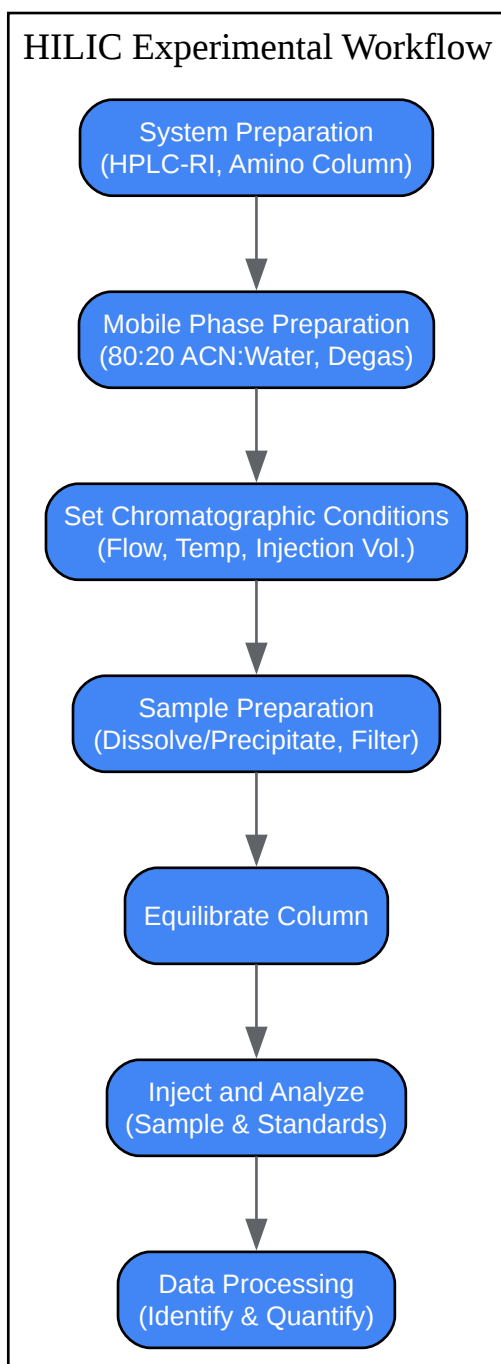 HILIC Experimental Workflow
System Preparation
(HPLC-RI, Amino Column)
Mobile Phase Preparation
(80:20 ACN:Water, Degas)
Set Chromatographic Conditions
(Flow, Temp, Injection Vol.)
Sample Preparation
(Dissolve/Precipitate, Filter)
Equilibrate Column
Inject and Analyze
(Sample & Standards)
Data Processing
(Identify & Quantify)